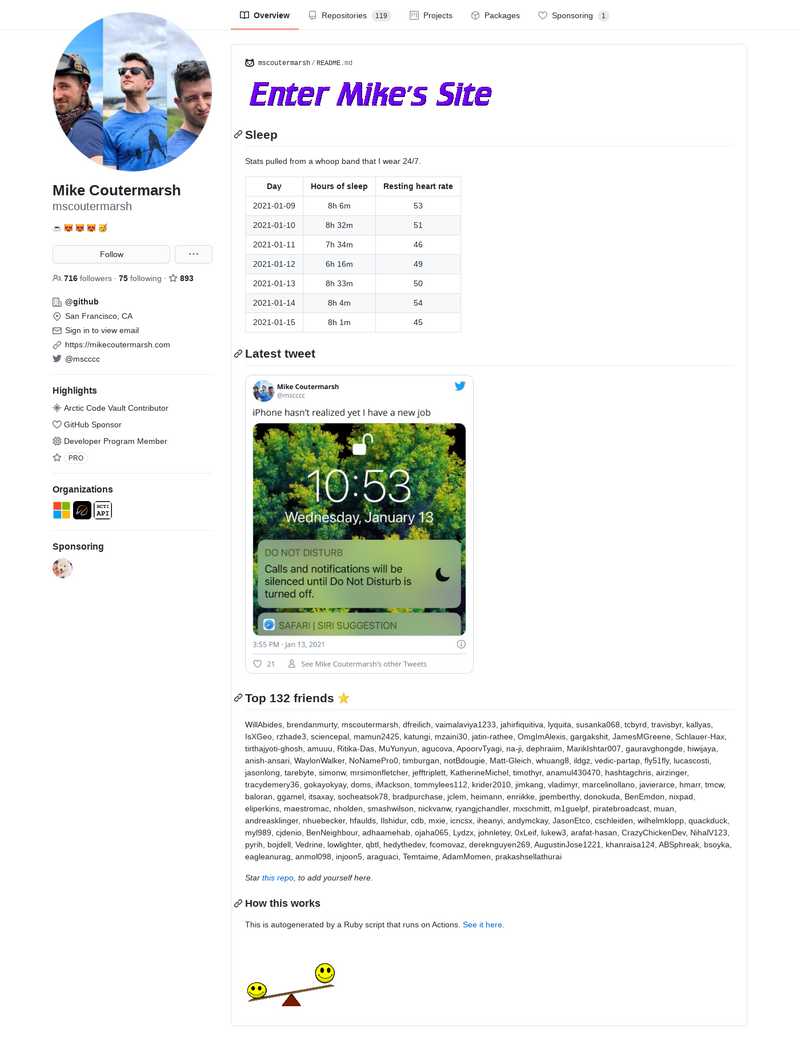 Overview
Repositories 119
Projects
Packages
Sponsoring 1
Mike Coutermarsh
mscoutermarsh
Follow
...
716 followers · 75 following · 893
@github
San Francisco, CA
Sign in to view email
https://mikecoutermarsh.com
@mscccc
Highlights
Arctic Code Vault Contributor
GitHub Sponsor
Developer Program Member
PRO
Organizations
ACTI
API
Sponsoring
mscoutermarsh/README.md
Enter Mike's Site
Sleep
Stats pulled from a whoop band that I wear 24/7.
Day Hours of sleep Resting heart rate
2021-01-09 8h 6m 53
2021-01-10 8h 32m 51
2021-01-11 7h 34m 46
2021-01-12 6h 16m 49
2021-01-13 8h 33m 50
2021-01-14 8h 4m 54
2021-01-15 8h 1m 45
Latest tweet
Mike Coutermarsh
@mscccc
iPhone hasn't realized yet I have a new job
10:53
Wednesday, January 13
DO NOT DISTURB
Calls and notifications will be
silenced until Do Not Disturb is
turned off.
SAFARI | SIRI SUGGESTION
3:55 PM · Jan 13, 2021
21 See Mike Coutermarsh's other Tweets
Top 132 friends
WillAbides, brendanmurty, mscoutermarsh, dfreilich, vaimalaviya1233, jahirfiquitiva, lyquita, susanka068, tcbyrd, travisbyr, kallyas,
IsXGeo, rzhade3, sciencepal, mamun2425, katungi, mzaini30, jatin-rathee, OmgImAlexis, gargakshit, JamesMGreene, Schlauer-Hax,
tirthajyoti-ghosh, amuuu, Ritika-Das, MuYunyun, agucova, ApoorvTyagi, na-ji, dephraiim, MarikIshtar007, gauravghongde, hiwijaya,
anish-ansari, WaylonWalker, NoNamePro0, timburgan, notBdougie, Matt-Gleich, whuang8, ildgz, vedic-partap, fly51fly, lucascosti,
jasonlong, tarebyte, simonw, mrsimonfletcher, jefftriplett, KatherineMichel, timothyr, anamul430470, hashtagchris, airzinger,
tracydemery36, gokayokyay, doms, iMackson, tommylees112, krider2010, jimkang, vladimyr, marcelinollano, javierarce, hmarr, tmcw,
baloran, ggamel, itsaxay, socheatsok78, bradpurchase, jclem, heimann, enriikke, jpemberthy, donokuda, BenEmdon, nixpad,
eliperkins, maestromac, nholden, smashwilson, nickvanw, ryangjchandler, mxschmitt, m1guelpf, piratebroadcast, muan,
andreasklinger, nhuebecker, hfaulds, llshidur, cdb, mxie, icncsx, iheanyi, andymckay, JasonEtco, cschleiden, wilhelmklopp, quackduck,
myl989, cjdenio, BenNeighbour, adhaamehab, ojaha065, Lydzx, johnletey, 0xLeif, lukew3, arafat-hasan, CrazyChickenDev, NihalV123,
pyrih, bojdell, Vedrine, lowlighter, qbtl, hedythedev, fcomovaz, dereknguyen269, AugustinJose1221, khanraisa124, ABSphreak, bsoyka,
eagleanurag, anmol098, injoon5, araguaci, Temtaime, AdamMomen, prakashsellathurai
Star this repo, to add yourself here.
How this works
This is autogenerated by a Ruby script that runs on Actions. See it here.